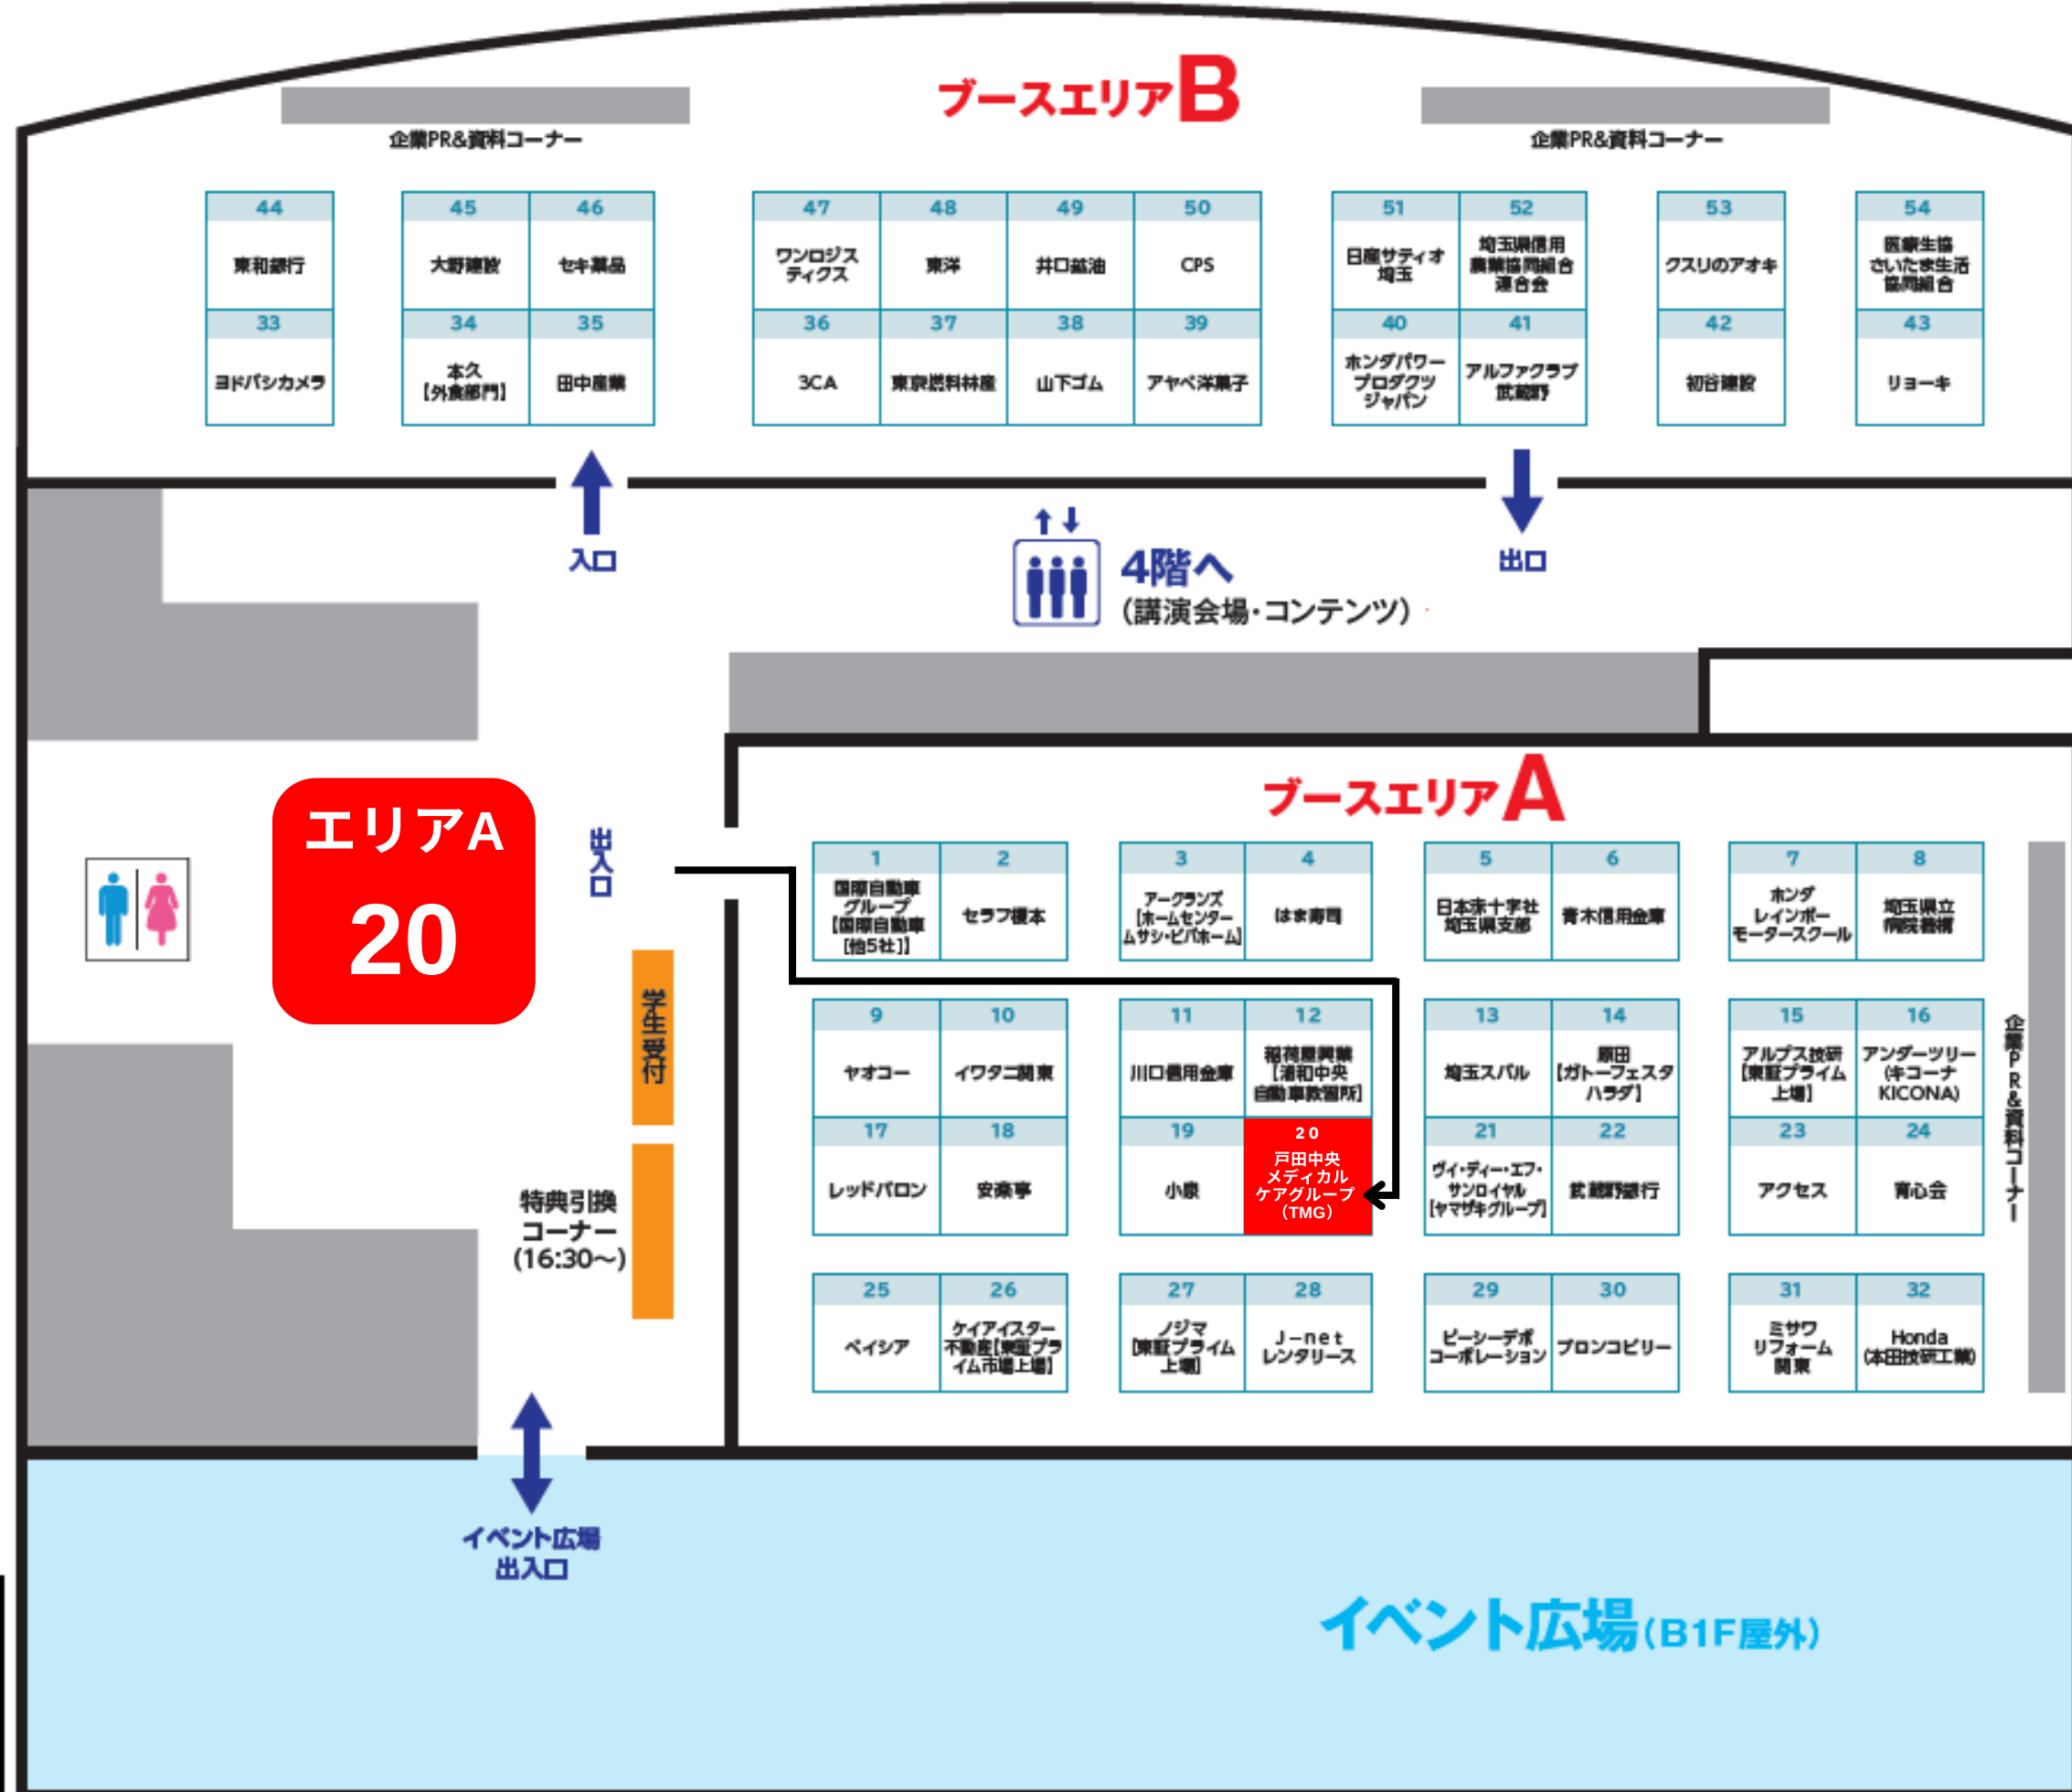 ブースエリアB
企業PR&資料コーナー
企業PR&資料コーナー
44
東和銀行
45
大野建設
46
セキ薬品
47
ワンロジス
ティクス
48
東洋
49
井口鉱油
50
CPS
51
日産サティオ
埼玉
52
埼玉県信用
農業協同組合
連合会
53
クスリのアオキ
54
医療生協
さいたま生活
協同組合
33
ヨドバシカメラ
34
本久
【外食部門】
35
田中産業
36
3CA
37
東京燃料林産
38
山下ゴム
39
アヤベ洋菓子
40
ホンダパワー
プロダクツ
ジャパン
41
アルファクラブ
武蔵野
42
初谷建設
43
リョーキ
入口
4階へ
(講演会場・コンテンツ)
出口
ブースエリアA
エリアA
20
出入口
学生受付
特典引換
コーナー
(16:30～)
1
国際自動車
グループ
【国際自動車
[他5社]】
2
セラフ榎本
3
アークランズ
[ホームセンター
ムサシ・ビバホーム]
4
はま寿司
5
日本赤十字社
埼玉県支部
6
青木信用金庫
7
ホンダ
レインボー
モータースクール
8
埼玉県立
病院機構
9
ヤオコー
10
イワタニ関東
11
川口信用金庫
12
稲荷屋興業
[浦和中央
自動車教習所]
13
埼玉スバル
14
原田
【ガトーフェスタ
ハラダ】
15
アルプス技研
【東証プライム
上場】
16
アンダーツリー
(キコーナ
KICONA)
17
レッドバロン
18
安楽亭
19
小泉
20
戸田中央
メディカル
ケアグループ
（TMG）
21
ヴィ・ディー・エフ・
サンロイヤル
【ヤマザキグループ】
22
武蔵野銀行
23
アクセス
24
育心会
25
ベイシア
26
ケイアイスター
不動産【東証プラ
イム市場上場】
27
ノジマ
【東証プライム
上場】
28
J－net
レンタリース
29
ピーシーデポ
コーポレーション
30
ブロンコビリー
31
ミサワ
リフォーム
関東
32
Honda
(本田技研工業)
企業PR&資料コーナー
イベント広場
出入口
イベント広場(B1F屋外)